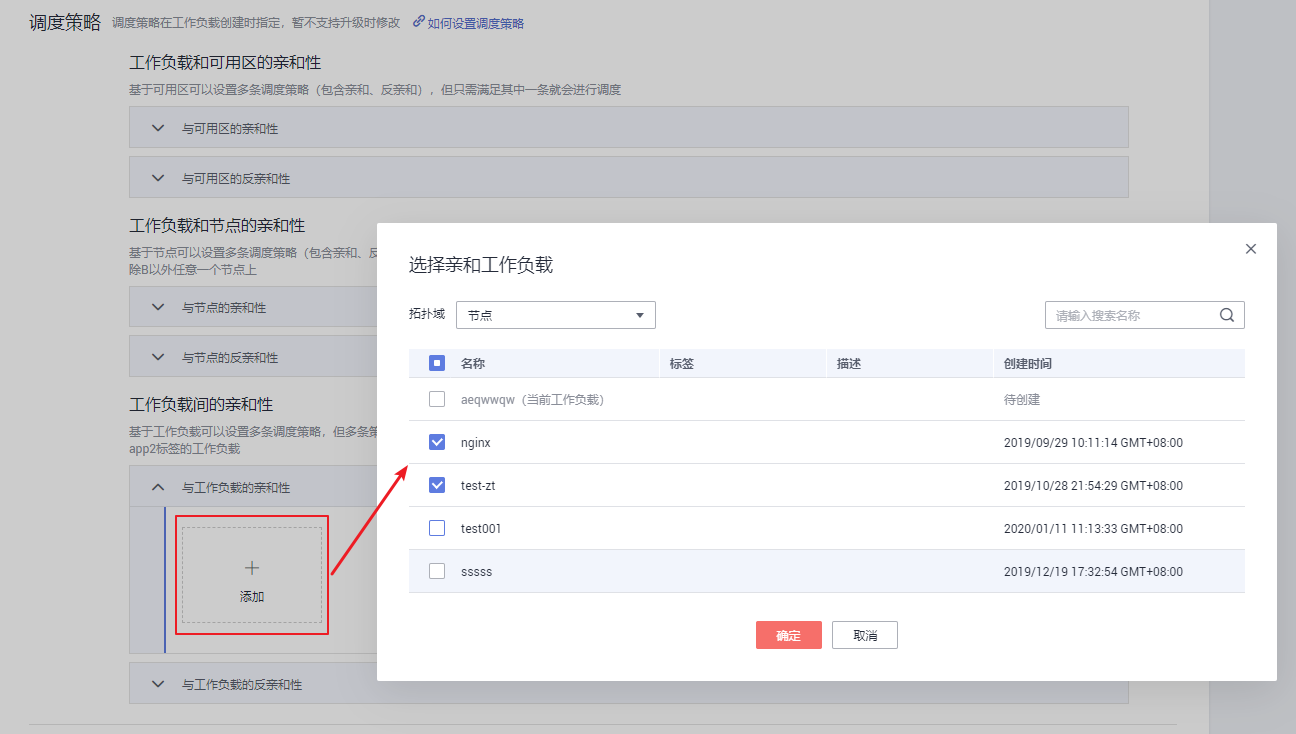 调度策略 调度策略在工作负载创建时指定，暂不支持升级时修改 如何设置调度策略
工作负载和可用区的亲和性
基于可用区可以设置多条调度策略（包含亲和、反亲和），但只需满足其中一条就会进行调度
与可用区的亲和性
与可用区的反亲和性
工作负载和节点的亲和性
基于节点可以设置多条调度策略（包含亲和、反
除B以外任意一个节点上
与节点的亲和性
与节点的反亲和性
工作负载间的亲和性
基于工作负载可以设置多条调度策略，但多条策
app2标签的工作负载
与工作负载的亲和性
添加
与工作负载的反亲和性
选择亲和工作负载
拓扑域 节点 请输入搜索名称
名称 标签 描述 创建时间
aeqwwqw（当前工作负载） 待创建
nginx 2019/09/29 10:11:14 GMT+08:00
test-zt 2019/10/28 21:54:29 GMT+08:00
test001 2020/01/11 11:13:33 GMT+08:00
sssss 2019/12/19 17:32:54 GMT+08:00
确定 取消